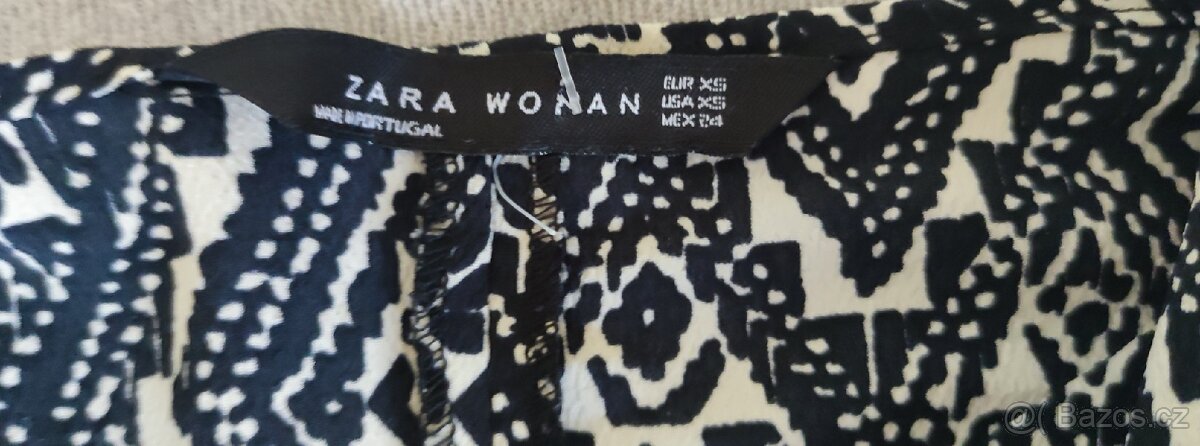 ZARA WOMAN
MADE IN PORTUGAL
EUR XS
USA XS
MEX 24
@ Bazos.cz